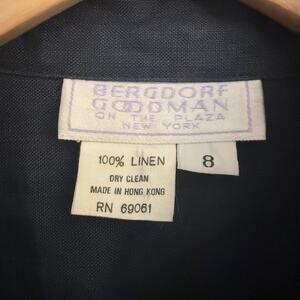 BERGDORF
GOODMAN
ON THE PLAZA
NEW YORK
100% LINEN
8
DRY CLEAN
MADE IN HONG KONG
RN 69061